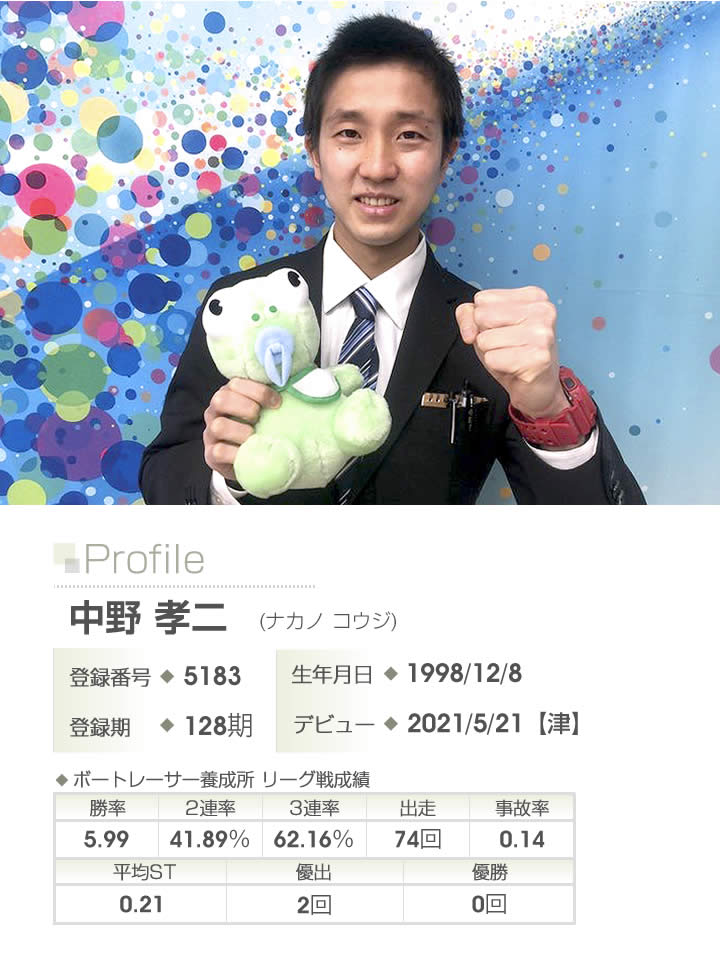 Profile
中野 孝二 (ナカノ コウジ)
登録番号 ◆ 5183 生年月日 ◆ 1998/12/8
登録期 ◆ 128期 デビュー ◆ 2021/5/21【津】
◆ ボートレーサー養成所 リーグ戦成績
勝率 2連率 3連率 出走 事故率
5.99 41.89% 62.16% 74回 0.14
平均ST 優出 優勝
0.21 2回 0回